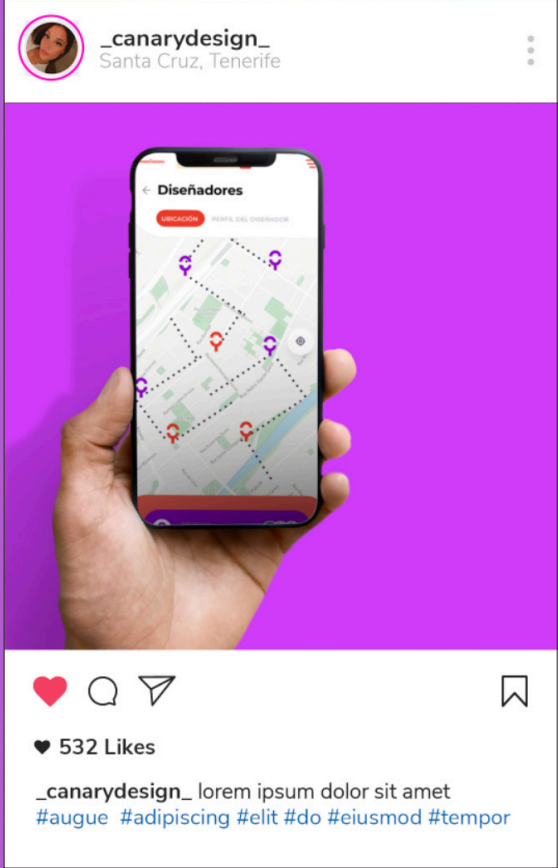 _canarydesign_
Santa Cruz, Tenerife
Diseñadores
UBICACIÓN PERFIL DEL DISEÑADOR
532 Likes
_canarydesign_ lorem ipsum dolor sit amet
#augue #adipiscing #elit #do #eiusmod #tempor